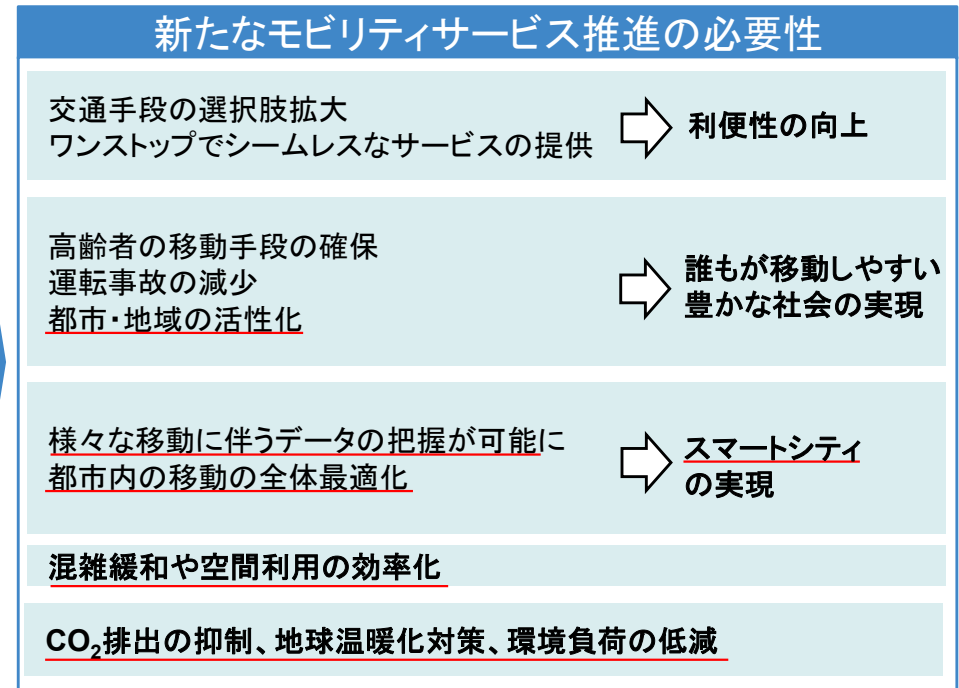 新たなモビリティサービス推進の必要性
交通手段の選択肢拡大
ワンストップでシームレスなサービスの提供
利便性の向上
高齢者の移動手段の確保
運転事故の減少
都市・地域の活性化
誰もが移動しやすい
豊かな社会の実現
様々な移動に伴うデータの把握が可能に
都市内の移動の全体最適化
スマートシティ
の実現
混雑緩和や空間利用の効率化
CO₂排出の抑制、地球温暖化対策、環境負荷の低減